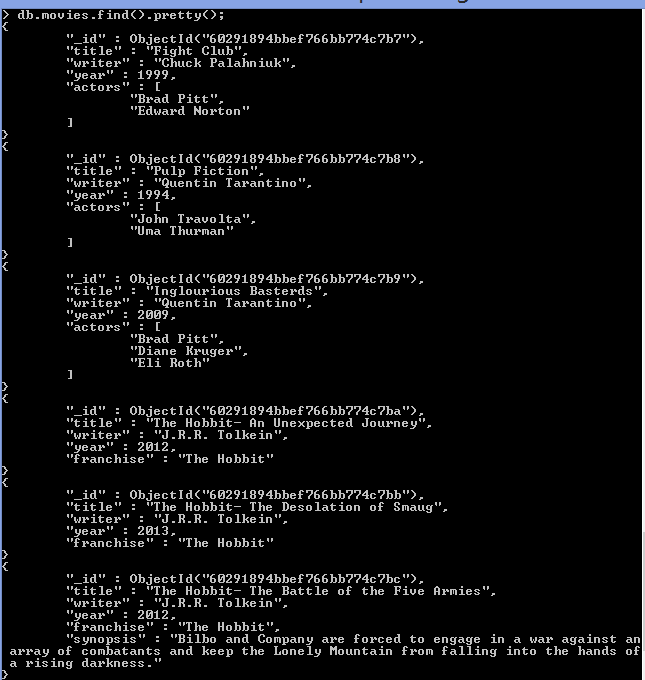 > db.movies.find().pretty();
{
"_id" : ObjectId("60291894bbef766bb774c7b7"),
"title" : "Fight Club",
"writer" : "Chuck Palahniuk",
"year" : 1999,
"actors" : [
"Brad Pitt",
"Edward Norton"
]
}
{
"_id" : ObjectId("60291894bbef766bb774c7b8"),
"title" : "Pulp Fiction",
"writer" : "Quentin Tarantino",
"year" : 1994,
"actors" : [
"John Travolta",
"Uma Thurman"
]
}
{
"_id" : ObjectId("60291894bbef766bb774c7b9"),
"title" : "Inglourious Basterds",
"writer" : "Quentin Tarantino",
"year" : 2009,
"actors" : [
"Brad Pitt",
"Diane Kruger",
"Eli Roth"
]
}
{
"_id" : ObjectId("60291894bbef766bb774c7ba"),
"title" : "The Hobbit- An Unexpected Journey",
"writer" : "J.R.R. Tolkein",
"year" : 2012,
"franchise" : "The Hobbit"
}
{
"_id" : ObjectId("60291894bbef766bb774c7bb"),
"title" : "The Hobbit- The Desolation of Smaug",
"writer" : "J.R.R. Tolkein",
"year" : 2013,
"franchise" : "The Hobbit"
}
{
"_id" : ObjectId("60291894bbef766bb774c7bc"),
"title" : "The Hobbit- The Battle of the Five Armies",
"writer" : "J.R.R. Tolkein",
"year" : 2012,
"franchise" : "The Hobbit",
"synopsis" : "Bilbo and Company are forced to engage in a war against an
array of combatants and keep the Lonely Mountain from falling into the hands of
a rising darkness."
}